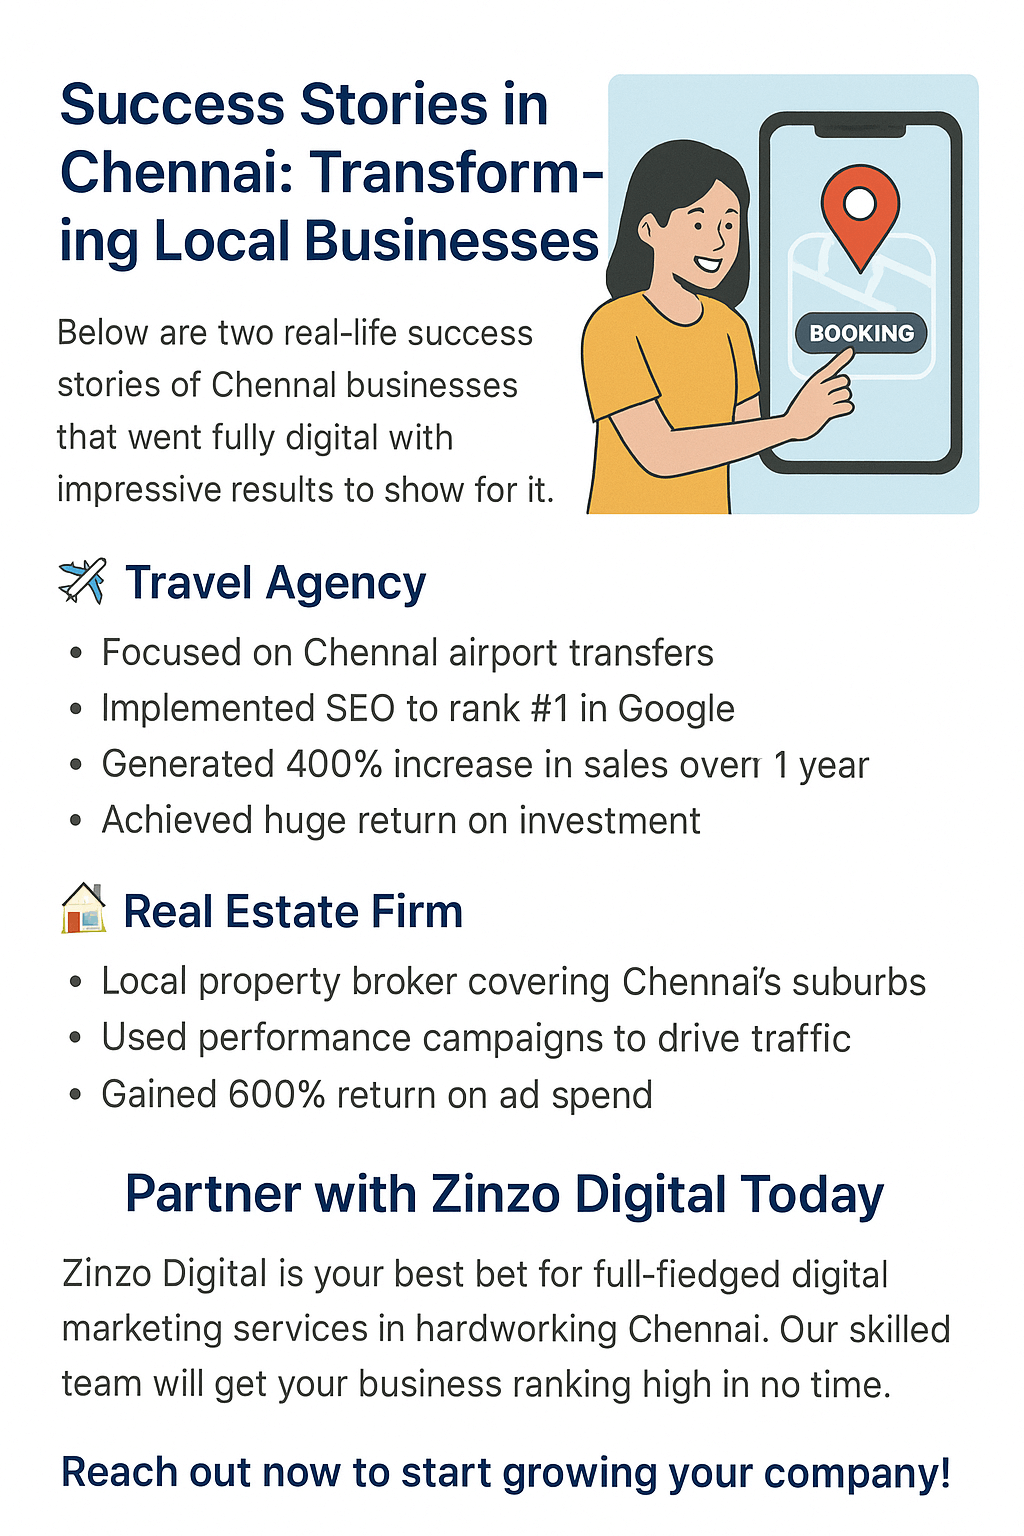 Success Stories in
Chennai: Transform-
ing Local Businesses
Below are two real-life success
stories of Chennal businesses
that went fully digital with
impressive results to show for it.
BOOKING
Travel Agency
• Focused on Chennal airport transfers
• Implemented SEO to rank #1 in Google
• Generated 400% increase in sales overr 1 year
• Achieved huge return on investment
Real Estate Firm
• Local property broker covering Chennai’s suburbs
• Used performance campaigns to drive traffic
• Gained 600% return on ad spend
Partner with Zinzo Digital Today
Zinzo Digital is your best bet for full-fiedged digital
marketing services in hardworking Chennai. Our skilled
team will get your business ranking high in no time.
Reach out now to start growing your company!